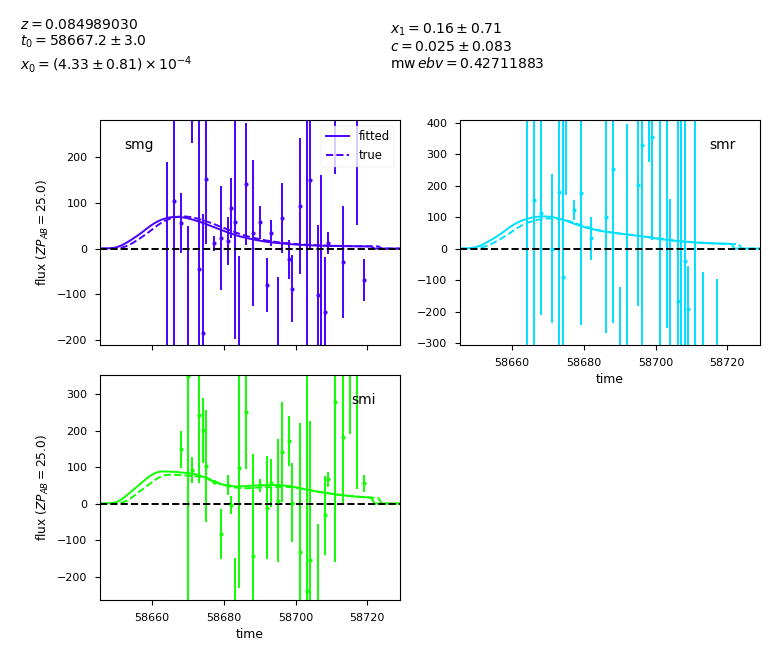 z = 0.084989030
t₀ = 58667.2 ± 3.0
x₀ = (4.33 ± 0.81) × 10⁻⁴
x₁ = 0.16 ± 0.71
c = 0.025 ± 0.083
mw ebv = 0.42711883
smg
fitted
true
200
100
0
−100
−200
flux (ZP_AB = 25.0)
smr
400
300
200
100
0
−100
−200
−300
58660
58680
58700
58720
time
smi
300
200
100
0
−100
−200
flux (ZP_AB = 25.0)
58660
58680
58700
58720
time